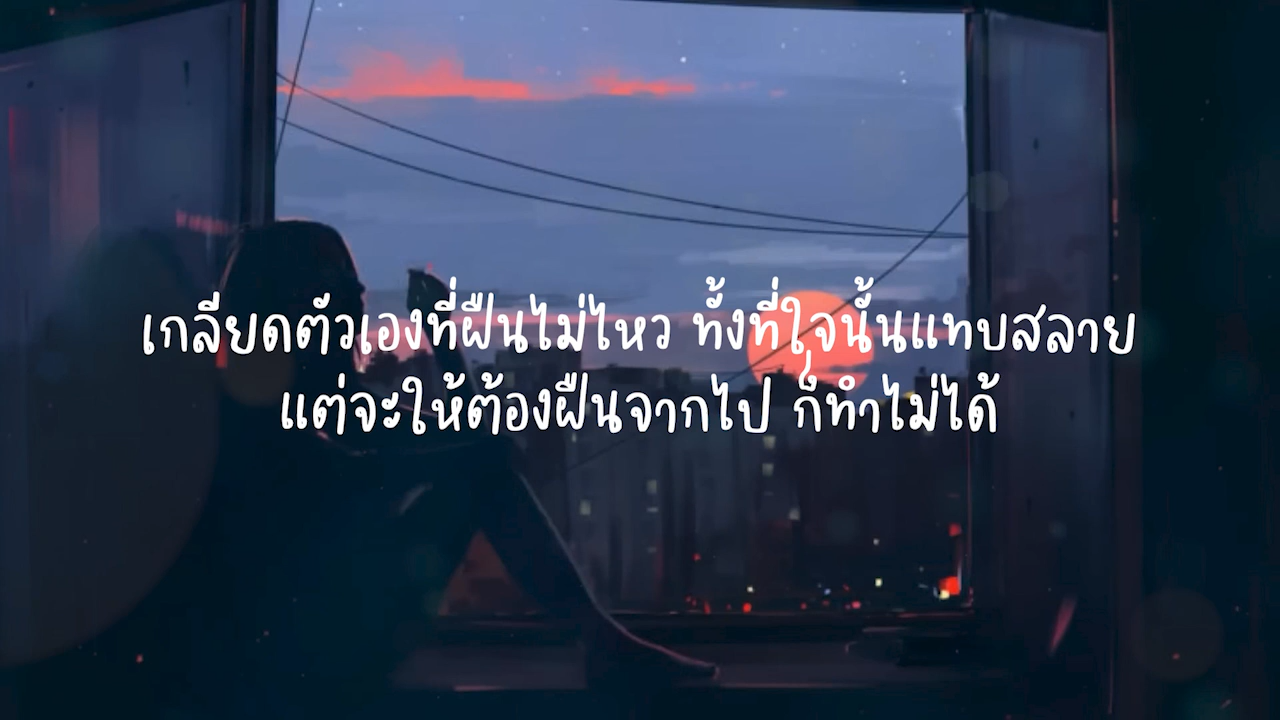 เกลียดตัวเองที่ฝืนไม่ไหว ทั้งที่ใจนั้นแทบสลาย
แต่จะให้ต้องฝืนจากไป ก็ทำไม่ได้